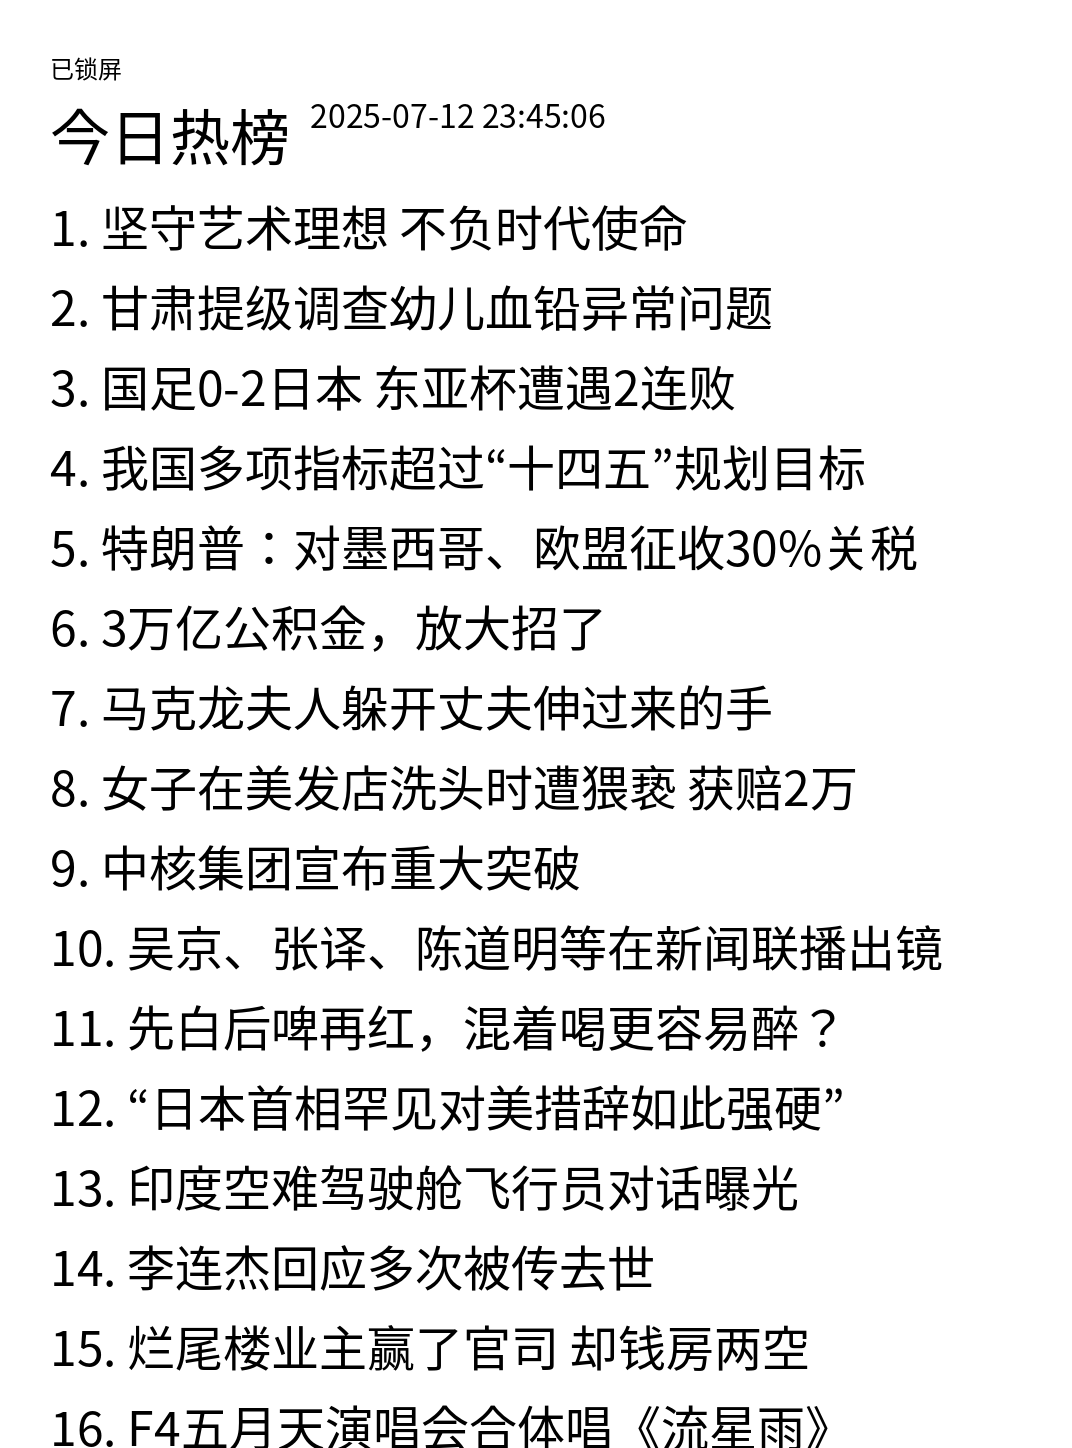 已锁屏
今日热榜 2025-07-12 23:45:06
1. 坚守艺术理想 不负时代使命
2. 甘肃提级调查幼儿血铅异常问题
3. 国足0-2日本 东亚杯遭遇2连败
4. 我国多项指标超过“十四五”规划目标
5. 特朗普：对墨西哥、欧盟征收30%关税
6. 3万亿公积金，放大招了
7. 马克龙夫人躲开丈夫伸过来的手
8. 女子在美发店洗头时遭猥亵 获赔2万
9. 中核集团宣布重大突破
10. 吴京、张译、陈道明等在新闻联播出镜
11. 先白后啤再红，混着喝更容易醉？
12. “日本首相罕见对美措辞如此强硬”
13. 印度空难驾驶舱飞行员对话曝光
14. 李连杰回应多次被传去世
15. 烂尾楼业主赢了官司 却钱房两空
16. F4五月天演唱会合体唱《流星雨》